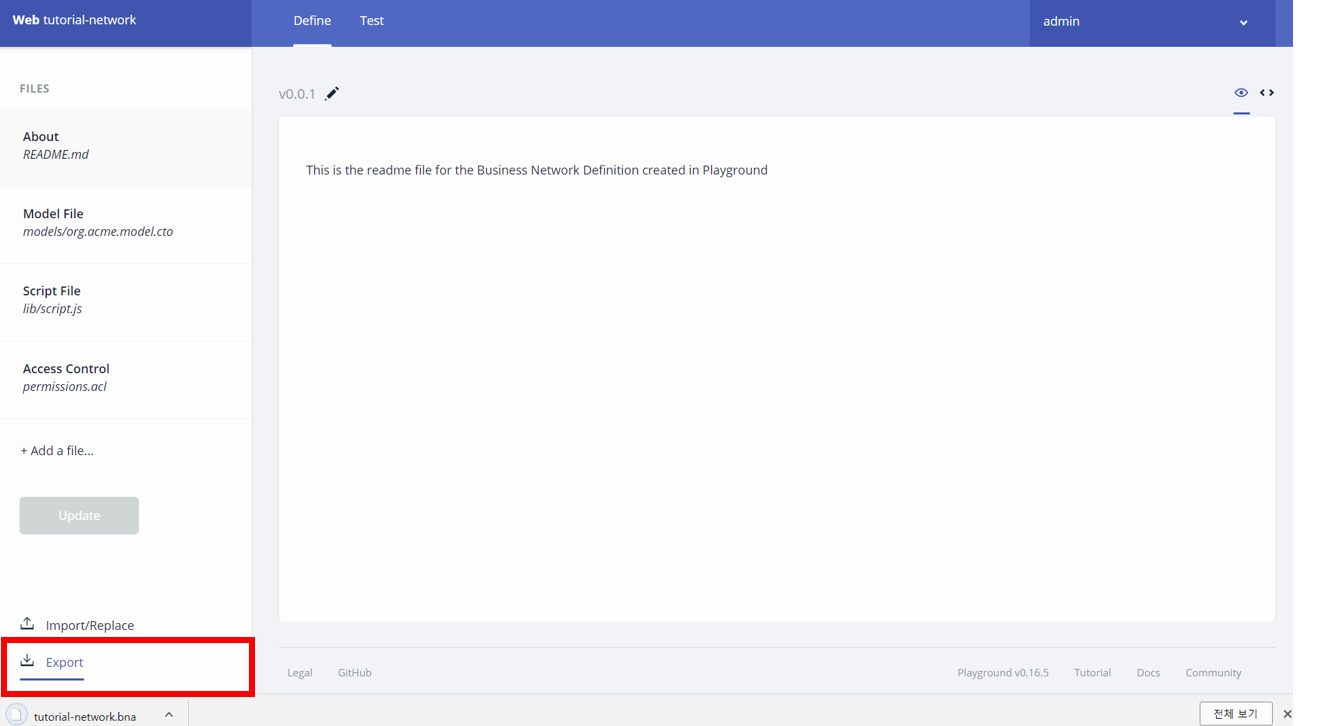 Web tutorial-network
Define
Test
admin
FILES
About
README.md
Model File
models/org.acme.model.cto
Script File
lib/script.js
Access Control
permissions.acl
+ Add a file...
Update
Import/Replace
Export
v0.0.1
This is the readme file for the Business Network Definition created in Playground
Legal
GitHub
Playground v0.16.5
Tutorial
Docs
Community
tutorial-network.bna
전체 보기